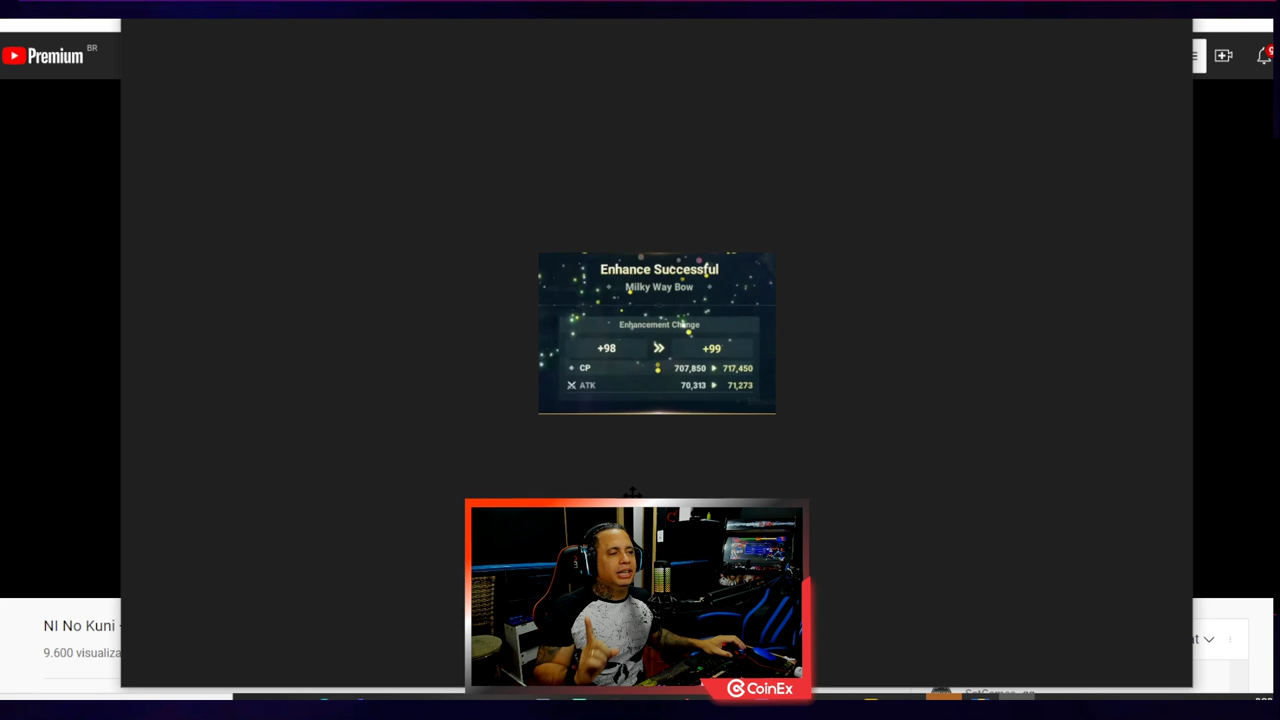 Premium BR
9
Enhance Successful
Milky Way Bow
Enhancement Change
+98 +99
CP 707,850 717,450
ATK 70,313 71,273
NI No Kuni -
9.600 visualiza
CoinEx